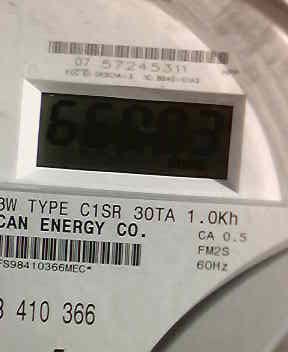 07 57245311
66003
3W TYPE C1SR 30TA 1.0Kh
CAN ENERGY CO.
CA 0.5
FM2S
60Hz
FS98410366MEC*
410 366